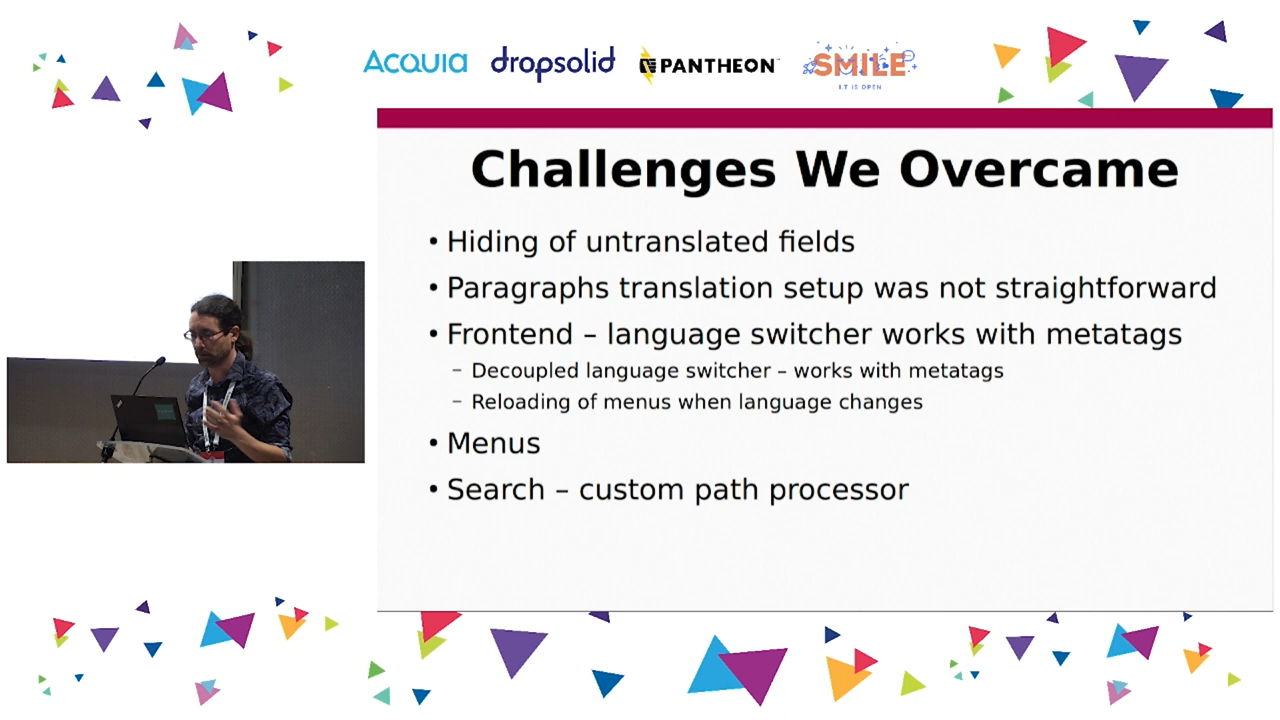 Acquia
dropsolid
PANTHEON
SMILE
I.T IS OPEN
Challenges We Overcame
• Hiding of untranslated fields
• Paragraphs translation setup was not straightforward
• Frontend – language switcher works with metatags
– Decoupled language switcher – works with metatags
– Reloading of menus when language changes
• Menus
• Search – custom path processor